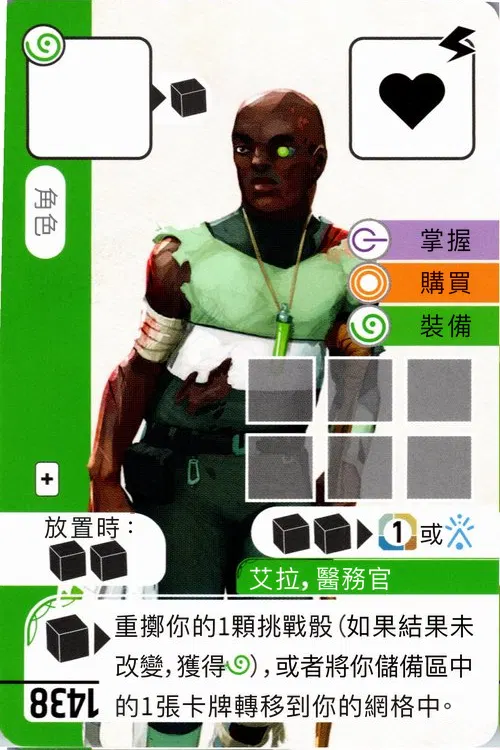 角色
掌握
購買
裝備
+
放置時：
1或
艾拉，醫務官
重擲你的1顆挑戰骰（如果結果未
改變，獲得），或者將你儲備區中
的1張卡牌轉移到你的網格中。
1438